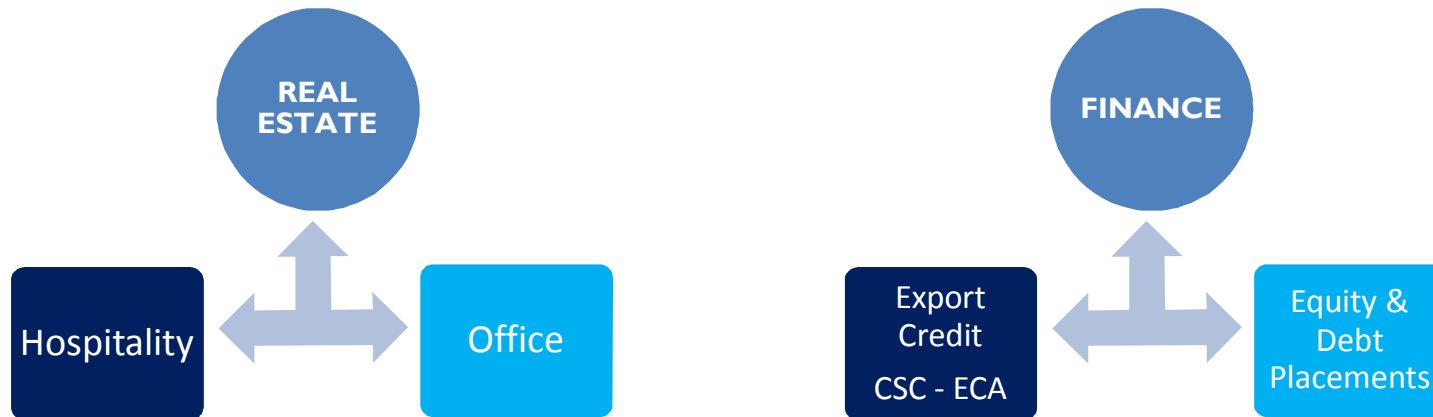 REAL
ESTATE
Hospitality
Office
FINANCE
Export
Credit
CSC - ECA
Equity &
Debt
Placements